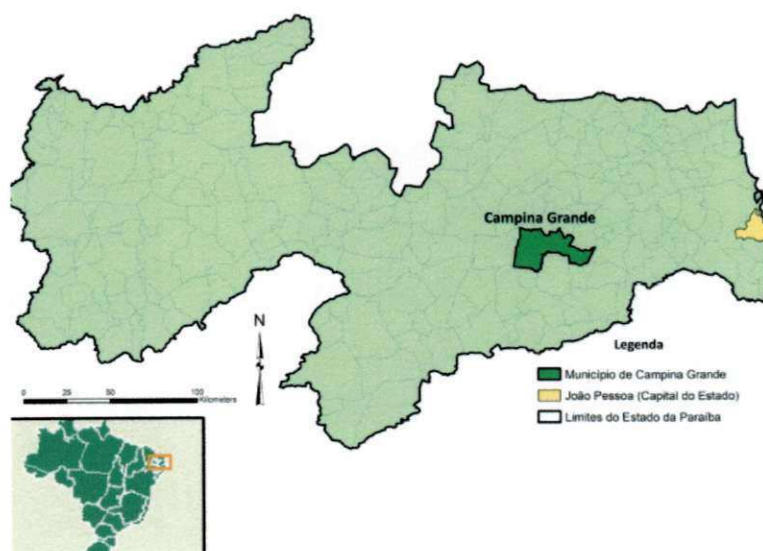 Campina Grande
N
Legenda
Município de Campina Grande
João Pessoa (Capital do Estado)
Limites do Estado da Paraíba
0 25 50 100
Kilometers